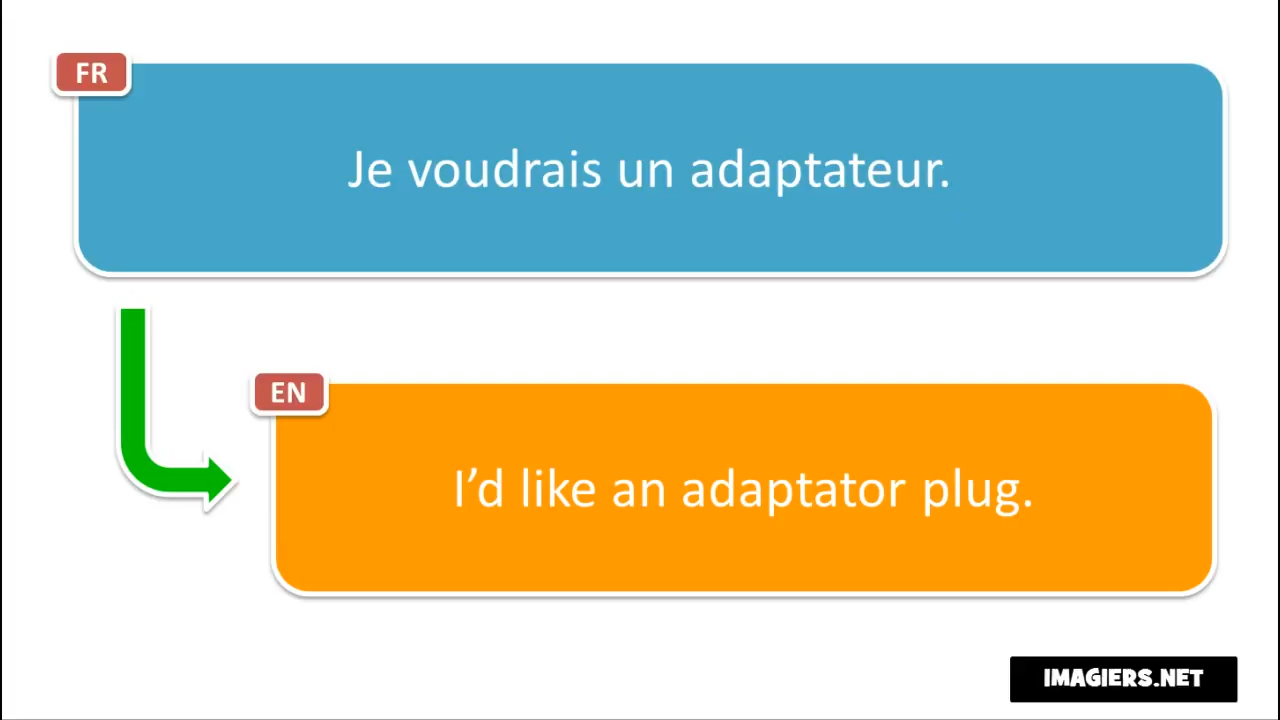 FR
Je voudrais un adaptateur.
EN
I’d like an adaptator plug.
IMAGIERS.NET